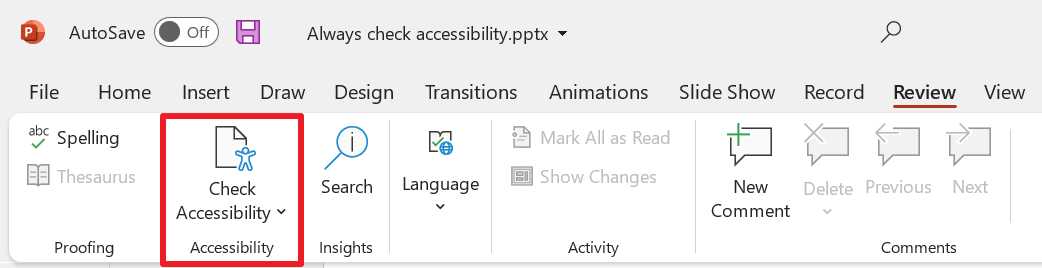 AutoSave Off Always check accessibility.pptx
File Home Insert Draw Design Transitions Animations Slide Show Record Review View
abc Spelling
Thesaurus
Proofing
Check
Accessibility
Accessibility
Search
Insights
Language
Mark All as Read
Show Changes
Activity
New
Comment
Delete
Previous
Next
Comments